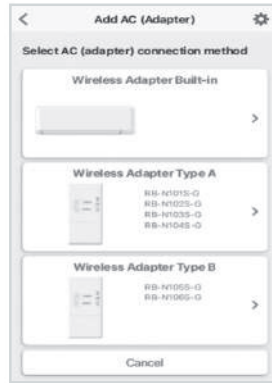 Add AC (Adapter)
Select AC (adapter) connection method
Wireless Adapter Built-in
Wireless Adapter Type A
RB-N101S-G
RB-N102S-G
RB-N103S-G
RB-N104S-G
Wireless Adapter Type B
RB-N105S-G
RB-N106S-G
Cancel